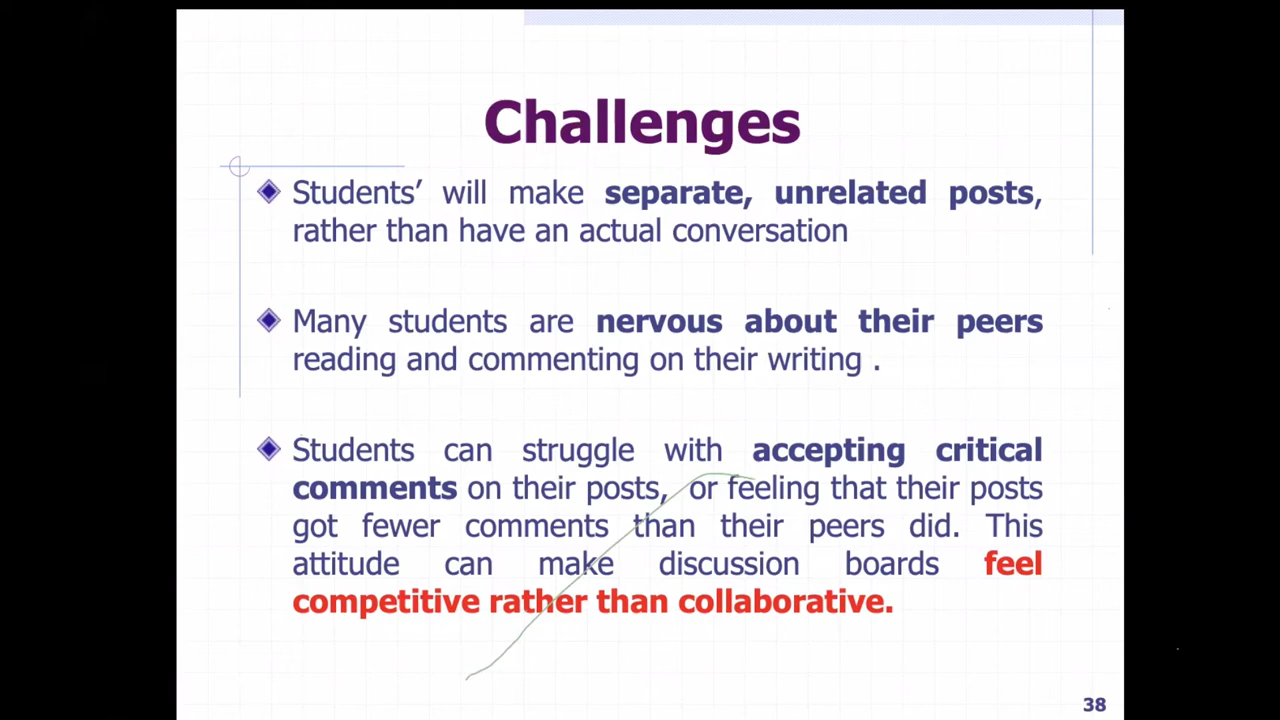 Challenges
Students’ will make separate, unrelated posts,
rather than have an actual conversation
Many students are nervous about their peers
reading and commenting on their writing .
Students can struggle with accepting critical
comments on their posts, or feeling that their posts
got fewer comments than their peers did. This
attitude can make discussion boards feel
competitive rather than collaborative.
38